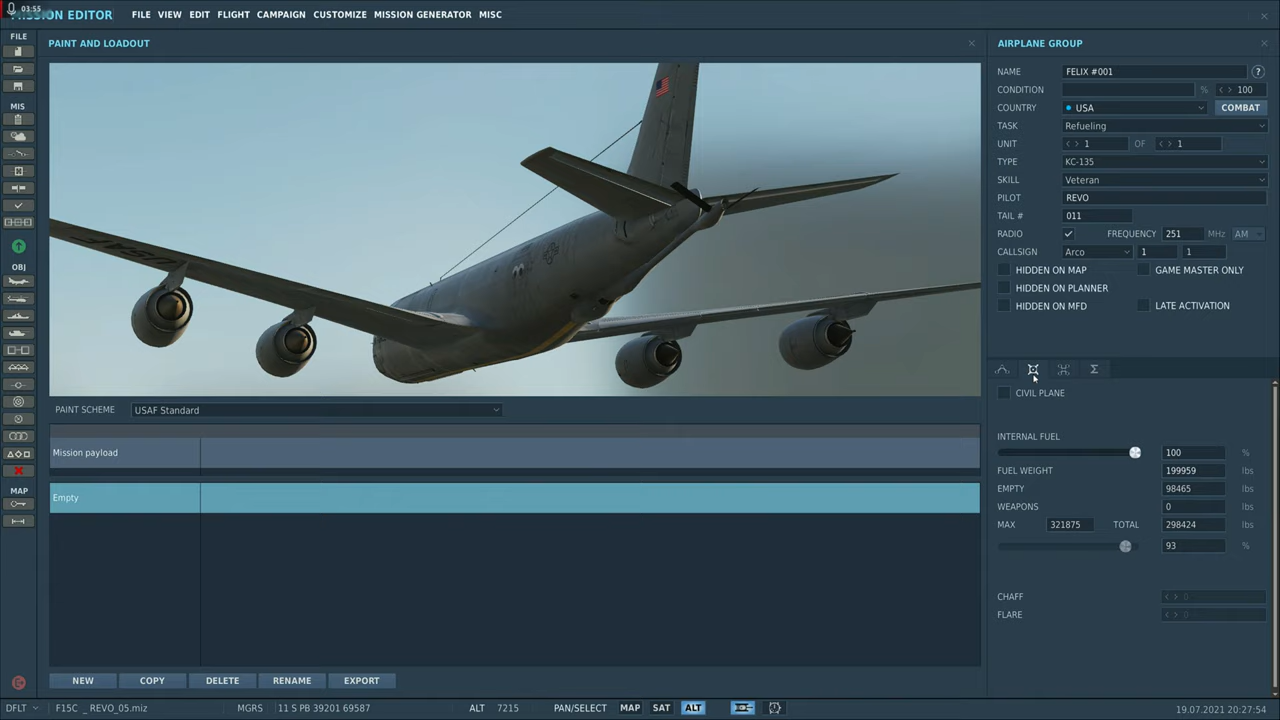 03:55
MISSION EDITOR
FILE VIEW EDIT FLIGHT CAMPAIGN CUSTOMIZE MISSION GENERATOR MISC
FILE
MIS
OBJ
MAP
PAINT AND LOADOUT
USAF
PAINT SCHEME USAF Standard
Mission payload
Empty
NEW COPY DELETE RENAME EXPORT
AIRPLANE GROUP
NAME FELIX #001 ?
CONDITION % < > 100
COUNTRY USA COMBAT
TASK Refueling
UNIT < > 1 OF < > 1
TYPE KC-135
SKILL Veteran
PILOT REVO
TAIL # 011
RADIO FREQUENCY 251 MHz AM
CALLSIGN Arco 1 1
HIDDEN ON MAP GAME MASTER ONLY
HIDDEN ON PLANNER
HIDDEN ON MFD LATE ACTIVATION
Σ
CIVIL PLANE
INTERNAL FUEL
100 %
FUEL WEIGHT 199959 lbs
EMPTY 98465 lbs
WEAPONS 0 lbs
MAX 321875 TOTAL 298424 lbs
93 %
CHAFF < > 0
FLARE < > 0
DFLT F15C _ REVO_05.miz MGRS 11 S PB 39201 69587 ALT 7215 PAN/SELECT MAP SAT ALT 19.07.2021 20:27:54